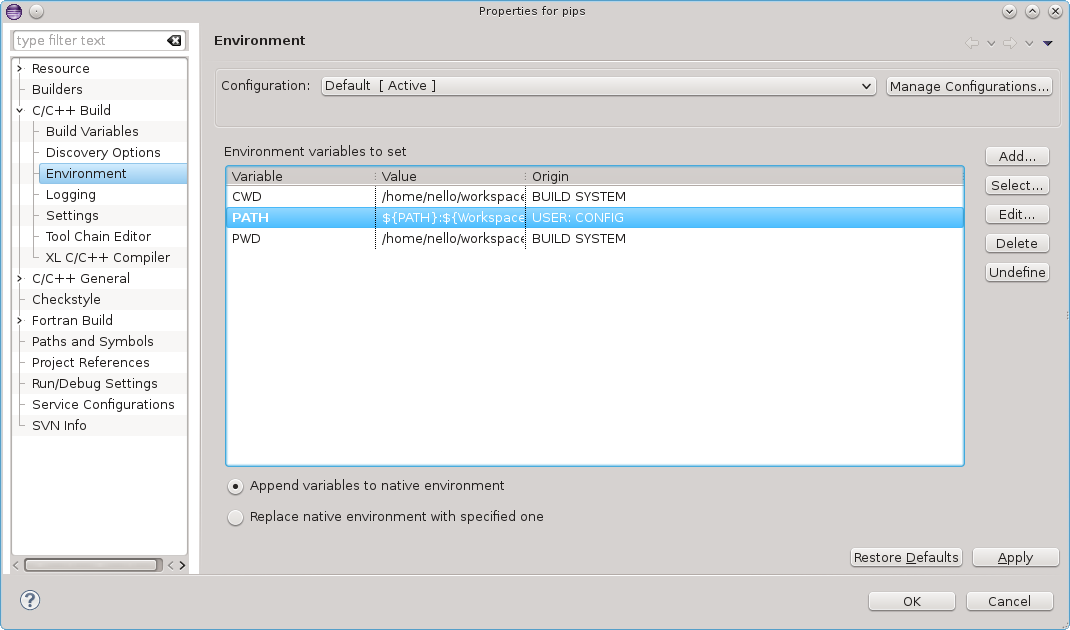 Properties for pips
type filter text
Environment
Resource
Builders
C/C++ Build
Build Variables
Discovery Options
Environment
Logging
Settings
Tool Chain Editor
XL C/C++ Compiler
C/C++ General
Checkstyle
Fortran Build
Paths and Symbols
Project References
Run/Debug Settings
Service Configurations
SVN Info
Configuration: Default [ Active ] Manage Configurations...
Environment variables to set
Variable Value Origin
CWD /home/nello/workspace BUILD SYSTEM
PATH ${PATH}:${Workspace USER: CONFIG
PWD /home/nello/workspace BUILD SYSTEM
Add...
Select...
Edit...
Delete
Undefine
Append variables to native environment
Replace native environment with specified one
Restore Defaults Apply
? OK Cancel